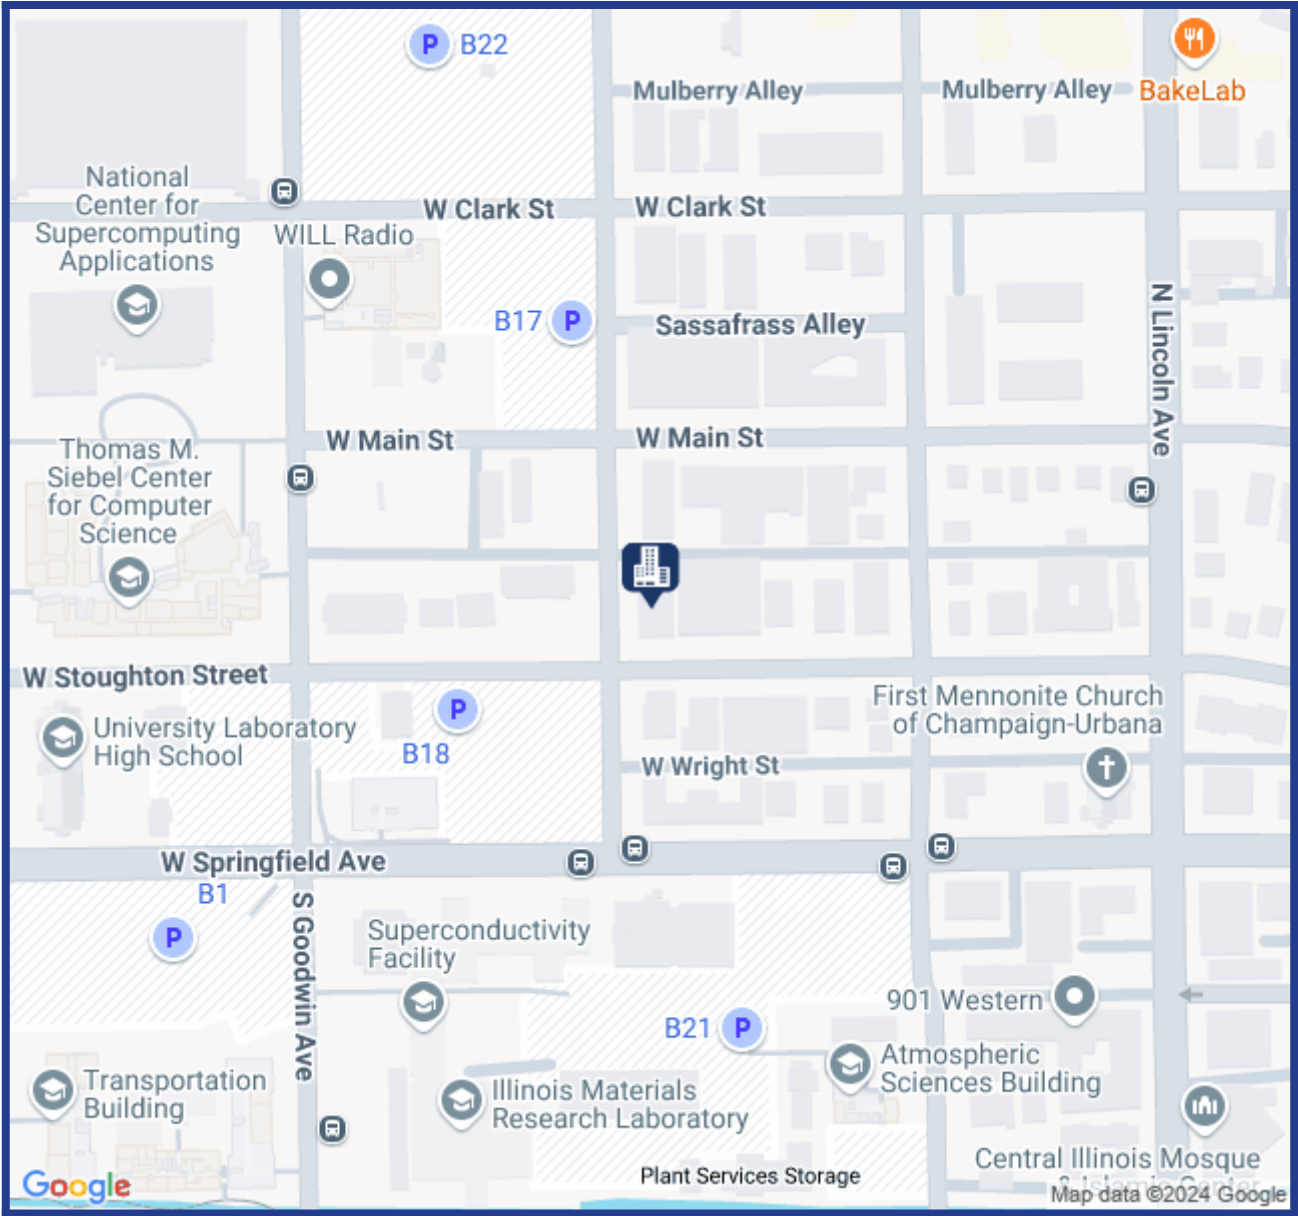 P B22
Mulberry Alley
Mulberry Alley
BakeLab
National
Center for
Supercomputing
Applications
W Clark St
W Clark St
WILL Radio
B17 P
Sassafrass Alley
N Lincoln Ave
W Main St
W Main St
Thomas M.
Siebel Center
for Computer
Science
W Stoughton Street
First Mennonite Church
of Champaign-Urbana
University Laboratory
High School
P
B18
W Wright St
W Springfield Ave
B1
P
S Goodwin Ave
Superconductivity
Facility
901 Western
B21 P
Atmospheric
Sciences Building
Transportation
Building
Illinois Materials
Research Laboratory
Central Illinois Mosque
& Islamic Center
Plant Services Storage
Google
Map data ©2024 Google